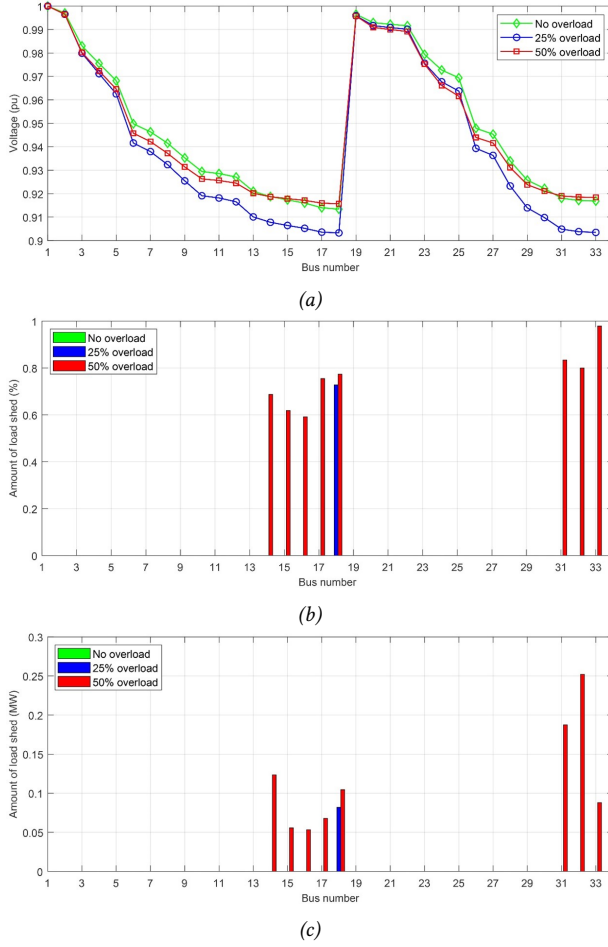 1
0.99
0.98
0.97
0.96
0.95
0.94
0.93
0.92
0.91
0.9
Voltage (pu)
No overload
25% overload
50% overload
1 3 5 7 9 11 13 15 17 19 21 23 25 27 29 31 33
Bus number
(a)
1
0.8
0.6
0.4
0.2
0
Amount of load shed (%)
No overload
25% overload
50% overload
1 3 5 7 9 11 13 15 17 19 21 23 25 27 29 31 33
Bus number
(b)
0.3
0.25
0.2
0.15
0.1
0.05
0
Amount of load shed (MW)
No overload
25% overload
50% overload
1 3 5 7 9 11 13 15 17 19 21 23 25 27 29 31 33
Bus number
(c)